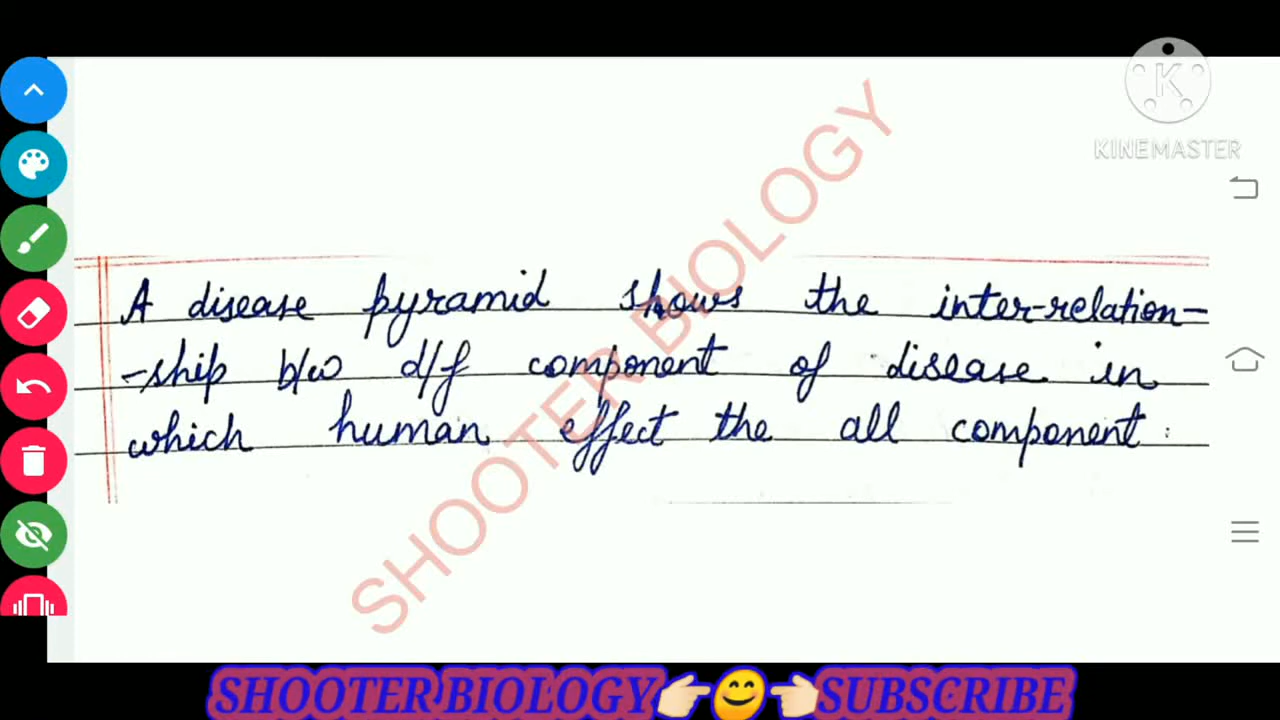 KINEMASTER
SHOOTER BIOLOGY
A disease pyramid shows the inter-relation-
-ship b/w d/f component of disease in
which human effect the all component.
SHOOTER BIOLOGY👉🏻😊👈🏻SUBSCRIBE